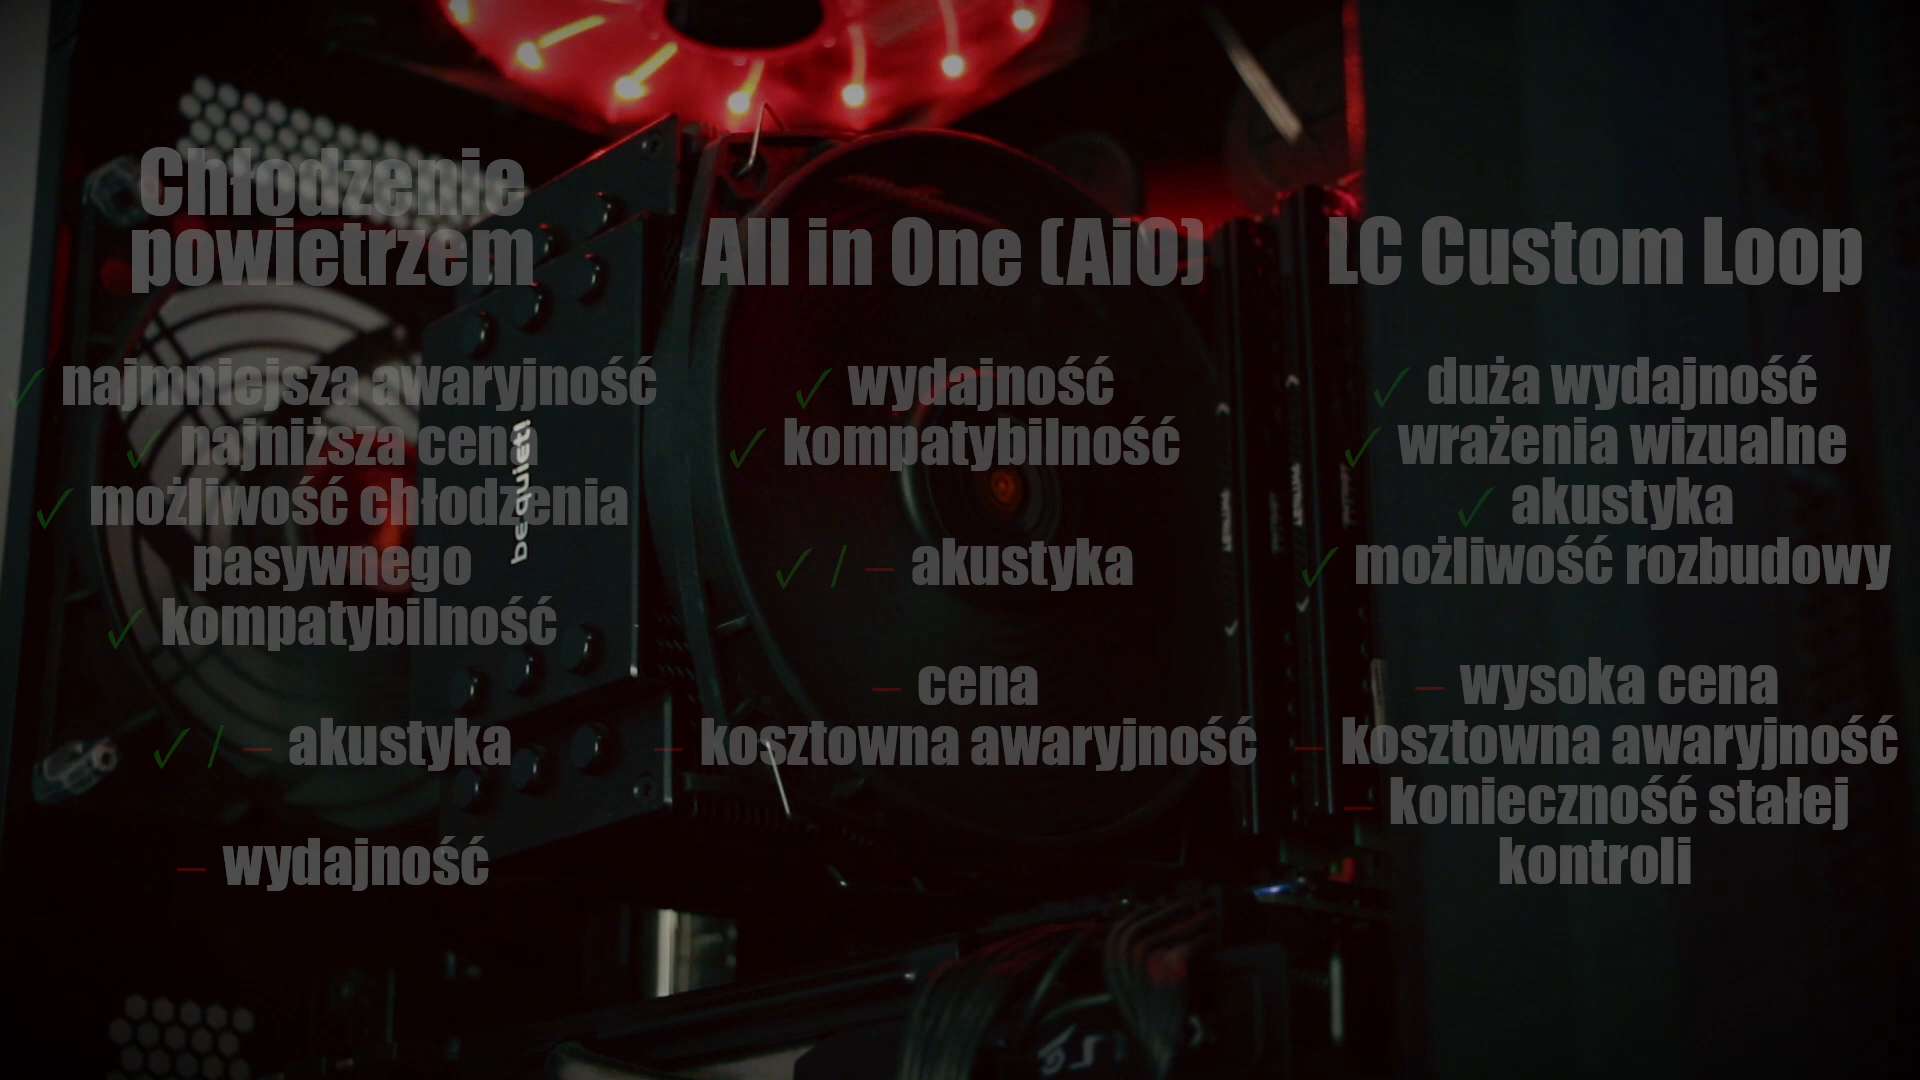 Chłodzenie
powietrzem
✓ najmniejsza awaryjność
✓ najniższa cena
✓ możliwość chłodzenia
pasywnego
✓ kompatybilność
✓ / – akustyka
– wydajność
All in One (AiO)
✓ wydajność
✓ kompatybilność
✓ / – akustyka
– cena
– kosztowna awaryjność
LC Custom Loop
✓ duża wydajność
✓ wrażenia wizualne
✓ akustyka
✓ możliwość rozbudowy
– wysoka cena
– kosztowna awaryjność
– konieczność stałej
kontroli
be quiet!